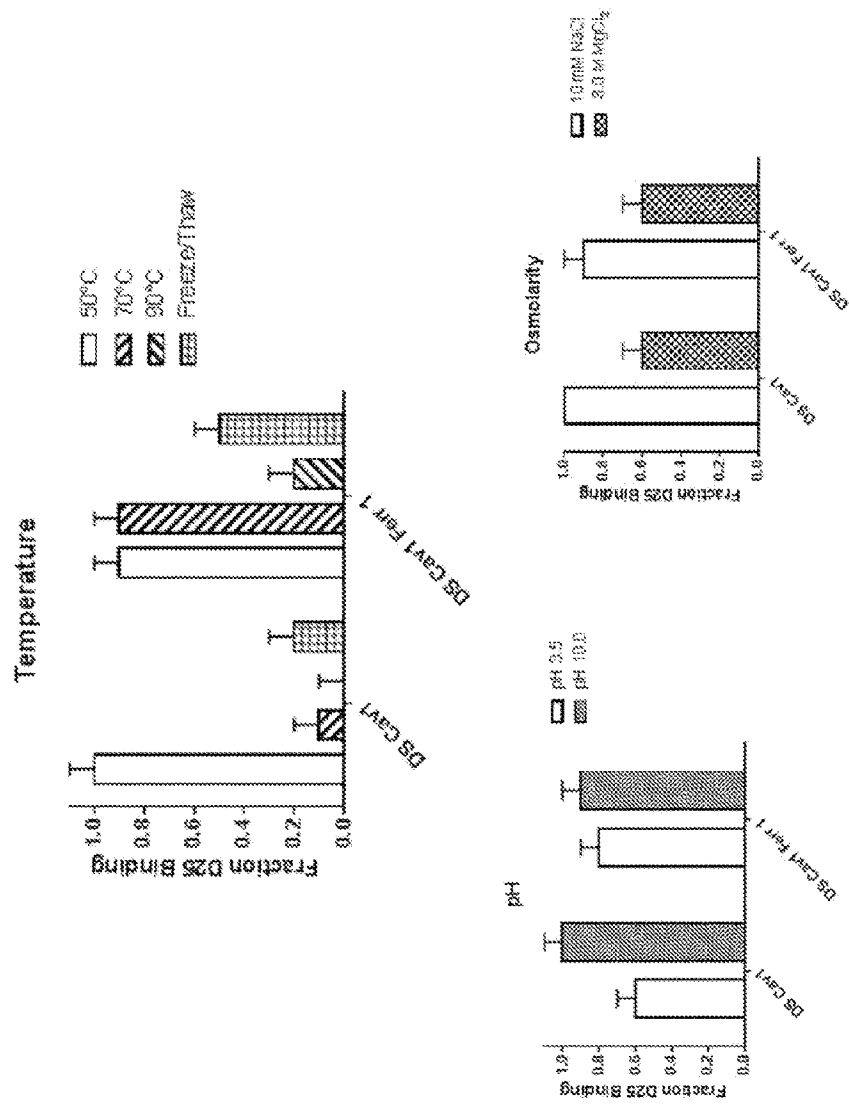 Temperature
Fraction D25 Binding
1.0
0.8
0.6
0.4
0.2
0.0
DS Cav1
DS Cav1 Ferr 1
50°C
70°C
90°C
Freeze/Thaw
pH
Fraction D25 Binding
1.0
0.8
0.6
0.4
0.2
0.0
DS Cav1
DS Cav1 Ferr 1
pH 3.5
pH 10.0
Osmolarity
Fraction D25 Binding
1.0
0.8
0.6
0.4
0.2
0.0
DS Cav1
DS Cav1 Ferr 1
10 mM NaCl
3.0 M MgCl₂